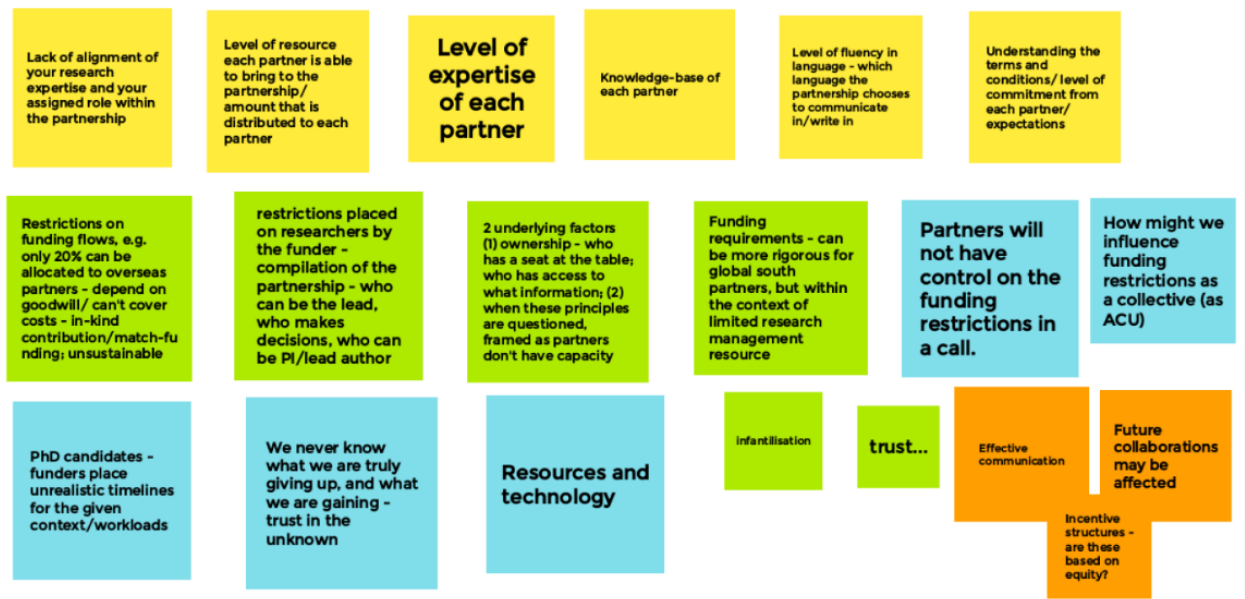 Lack of alignment of
your research
expertise and your
assigned role within
the partnership
Level of resource
each partner is able
to bring to the
partnership/
amount that is
distributed to each
partner
Level of
expertise
of each
partner
Knowledge-base of
each partner
Level of fluency in
language - which
language the
partnership chooses
to communicate
in/write in
Understanding the
terms and
conditions/ level of
commitment from
each partner/
expectations
Restrictions on
funding flows, e.g.
only 20% can be
allocated to overseas
partners - depend on
goodwill/ can't cover
costs - in-kind
contribution/match-fu
nding; unsustainable
restrictions placed
on researchers by
the funder -
compilation of the
partnership - who
can be the lead,
who makes
decisions, who can
be PI/lead author
2 underlying factors
(1) ownership - who
has a seat at the table;
who has access to
what information; (2)
when these principles
are questioned,
framed as partners
don't have capacity
Funding
requirements - can
be more rigorous for
global south
partners, but within
the context of
limited research
management
resource
Partners will
not have
control on the
funding
restrictions in
a call.
How might we
influence
funding
restrictions as
a collective (as
ACU)
PhD candidates -
funders place
unrealistic timelines
for the given
context/workloads
We never know
what we are truly
giving up, and what
we are gaining -
trust in the
unknown
Resources and
technology
infantilisation
trust...
Effective
communication
Future
collaborations
may be
affected
Incentive
structures -
are these
based on
equity?